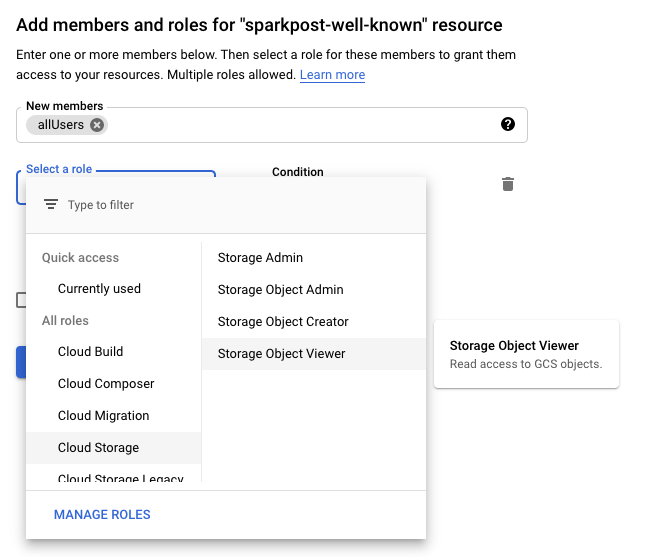 Add members and roles for "sparkpost-well-known" resource
Enter one or more members below. Then select a role for these members to grant them
access to your resources. Multiple roles allowed. Learn more
New members
allUsers
Select a role
Condition
Type to filter
Quick access
Currently used
All roles
Cloud Build
Cloud Composer
Cloud Migration
Cloud Storage
Cloud Storage Legacy
Storage Admin
Storage Object Admin
Storage Object Creator
Storage Object Viewer
Storage Object Viewer
Read access to GCS objects.
MANAGE ROLES